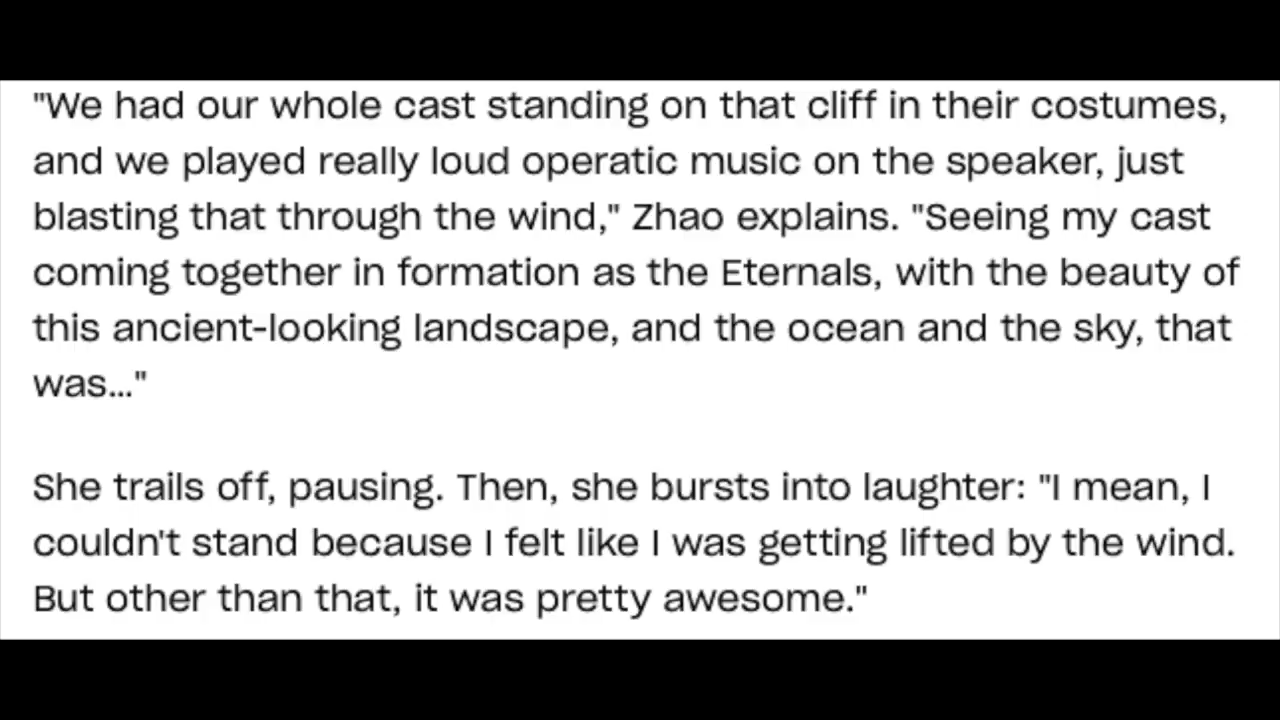 "We had our whole cast standing on that cliff in their costumes,
and we played really loud operatic music on the speaker, just
blasting that through the wind," Zhao explains. "Seeing my cast
coming together in formation as the Eternals, with the beauty of
this ancient-looking landscape, and the ocean and the sky, that
was..."
She trails off, pausing. Then, she bursts into laughter: "I mean, I
couldn't stand because I felt like I was getting lifted by the wind.
But other than that, it was pretty awesome."